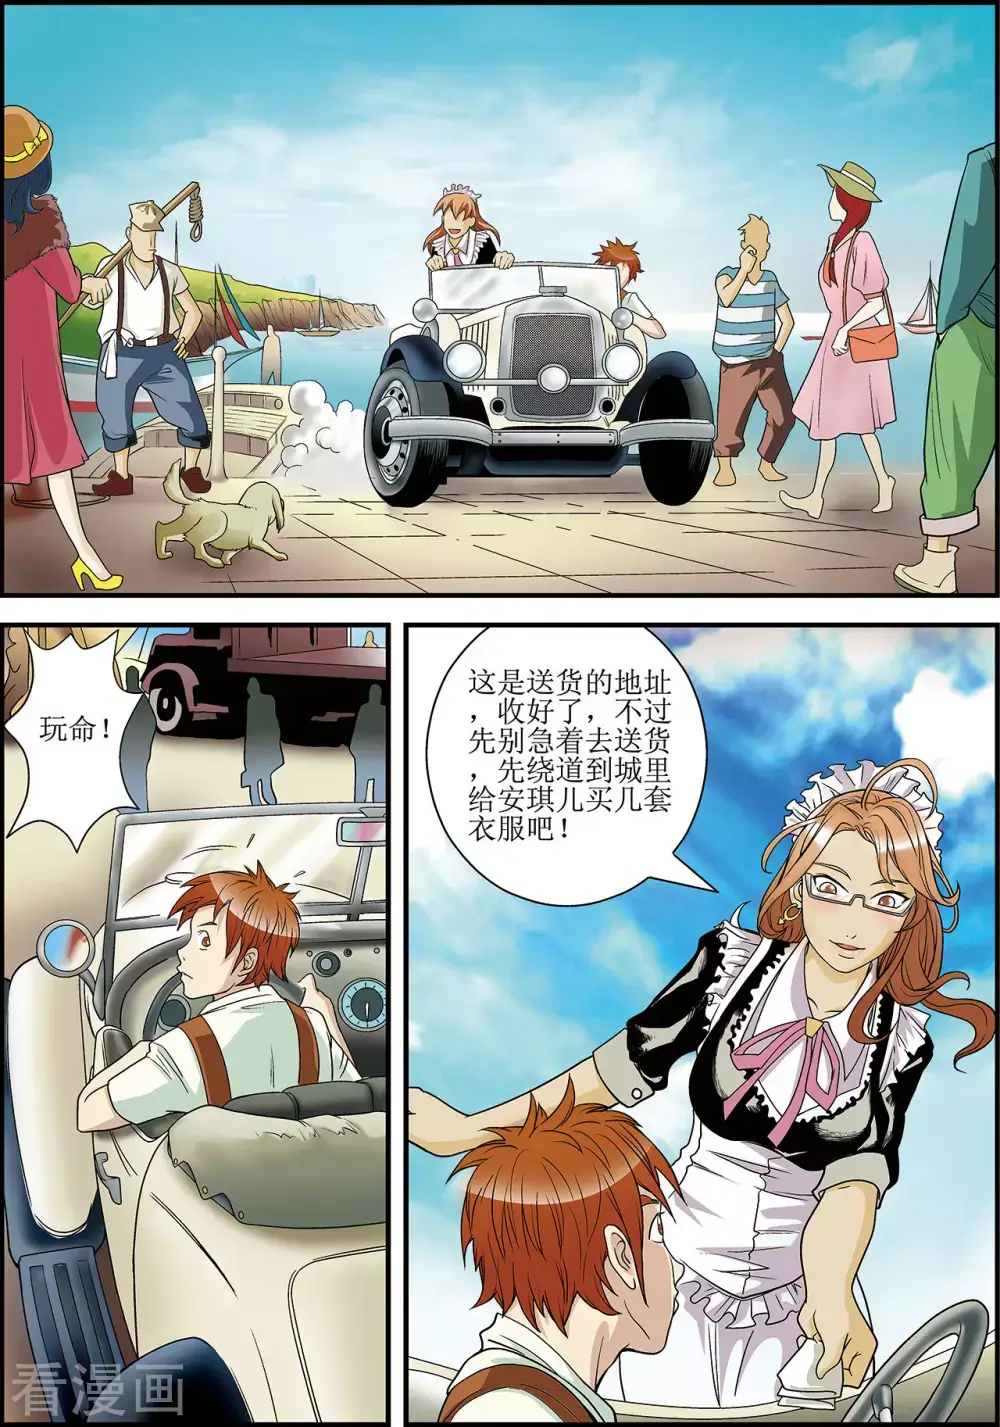 玩命！
这是送货的地址
，收好了，不过
先别急着去送货
，先绕道到城里
给安琪儿买几套
衣服吧！
看漫画